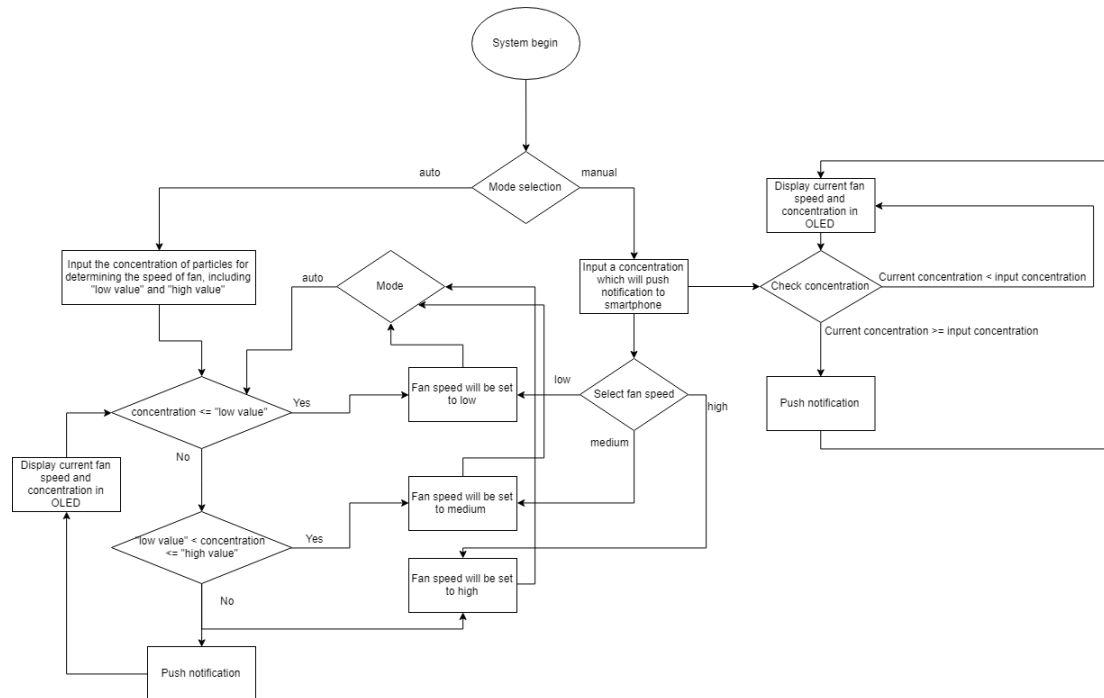 System begin
auto
Mode selection
manual
Display current fan
speed and
concentration in
OLED
Input the concentration of particles for
determining the speed of fan, including
"low value" and "high value"
auto
Mode
Input a concentration
which will push
notification to
smartphone
Check concentration
Current concentration < input concentration
Current concentration >= input concentration
concentration <= "low value"
Yes
Fan speed will be set
to low
low
Select fan speed
high
Push notification
medium
No
Display current fan
speed and
concentration in
OLED
Fan speed will be set
to medium
"low value" < concentration
<= "high value"
Yes
Fan speed will be set
to high
No
Push notification